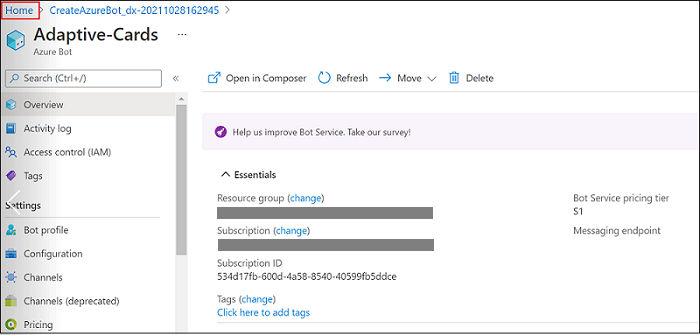 Home > CreateAzureBot_dx-20211028162945 >
Adaptive-Cards ...
Azure Bot
Search (Ctrl+/) «
Open in Composer Refresh Move Delete
Overview
Activity log
Access control (IAM)
Tags
Settings
Bot profile
Configuration
Channels
Channels (deprecated)
Pricing
Help us improve Bot Service. Take our survey!
Essentials
Resource group (change)
Subscription (change)
Subscription ID
534d17fb-600d-4a58-8540-40599fb5ddce
Tags (change)
Click here to add tags
Bot Service pricing tier
S1
Messaging endpoint